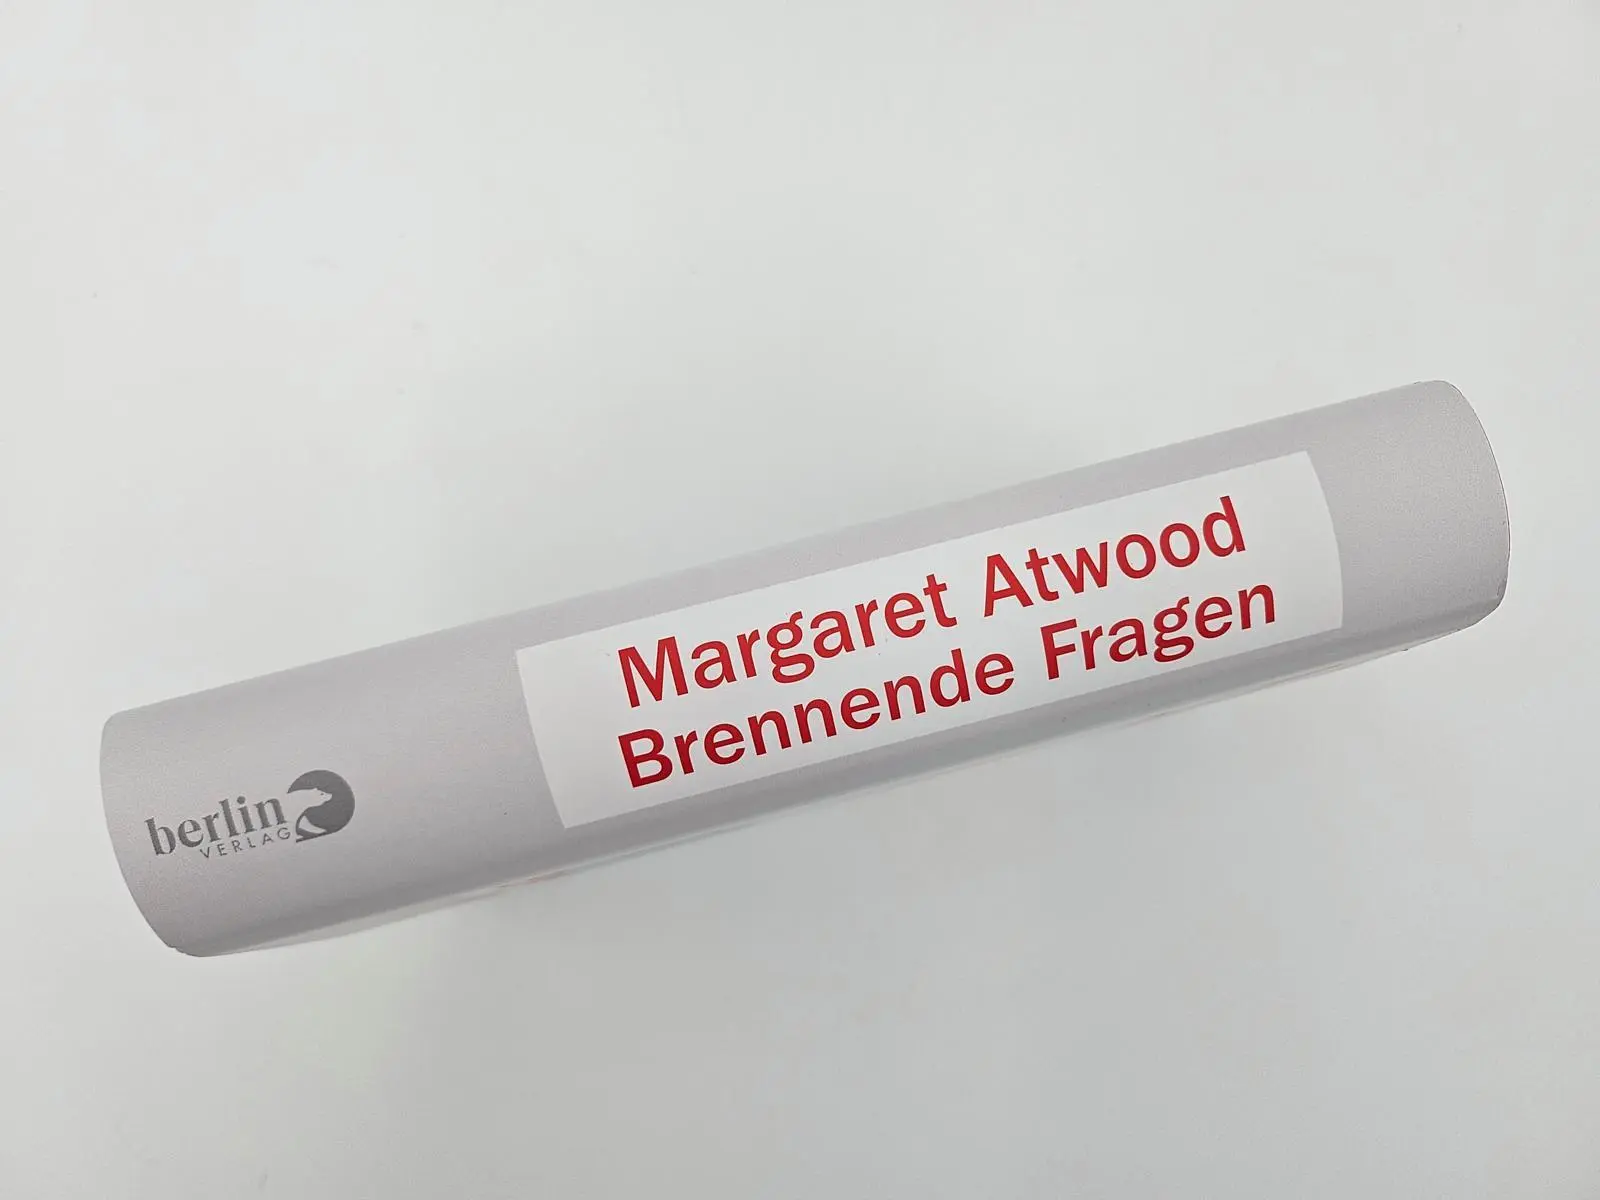 Margaret Atwood
Brennende Fragen
berlin
VERLAG